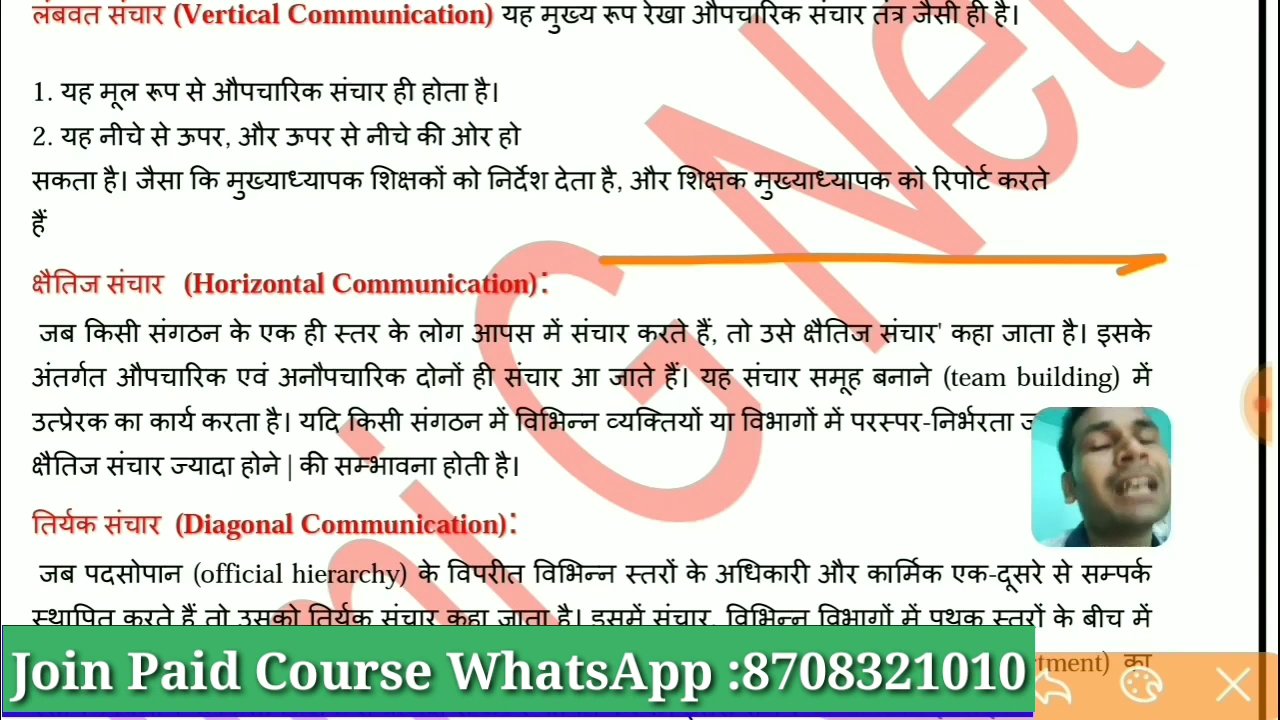 लंबवत संचार (Vertical Communication) यह मुख्य रूप रेखा औपचारिक संचार तंत्र जैसी ही है।
1. यह मूल रूप से औपचारिक संचार ही होता है।
2. यह नीचे से ऊपर, और ऊपर से नीचे की ओर हो
सकता है। जैसा कि मुख्याध्यापक शिक्षकों को निर्देश देता है, और शिक्षक मुख्याध्यापक को रिपोर्ट करते
हैं
क्षैतिज संचार (Horizontal Communication):
जब किसी संगठन के एक ही स्तर के लोग आपस में संचार करते हैं, तो उसे क्षैतिज संचार' कहा जाता है। इसके
अंतर्गत औपचारिक एवं अनौपचारिक दोनों ही संचार आ जाते हैं। यह संचार समूह बनाने (team building) में
उत्प्रेरक का कार्य करता है। यदि किसी संगठन में विभिन्न व्यक्तियों या विभागों में परस्पर-निर्भरता
क्षैतिज संचार ज्यादा होने | की सम्भावना होती है।
तिर्यक संचार (Diagonal Communication):
जब पदसोपान (official hierarchy) के विपरीत विभिन्न स्तरों के अधिकारी और कार्मिक एक-दूसरे से सम्पर्क
स्थापित करते हैं तो उसको तिर्यक संचार कहा जाता है। इसमें संचार, विभिन्न विभागों में पृथक स्तरों के बीच में
Join Paid Course WhatsApp :8708321010
का
i G Net